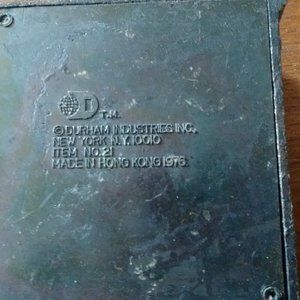 D T.M.
© DURHAM INDUSTRIES INC.
NEW YORK N.Y. 10010
ITEM NO. 21
MADE IN HONG KONG 1976